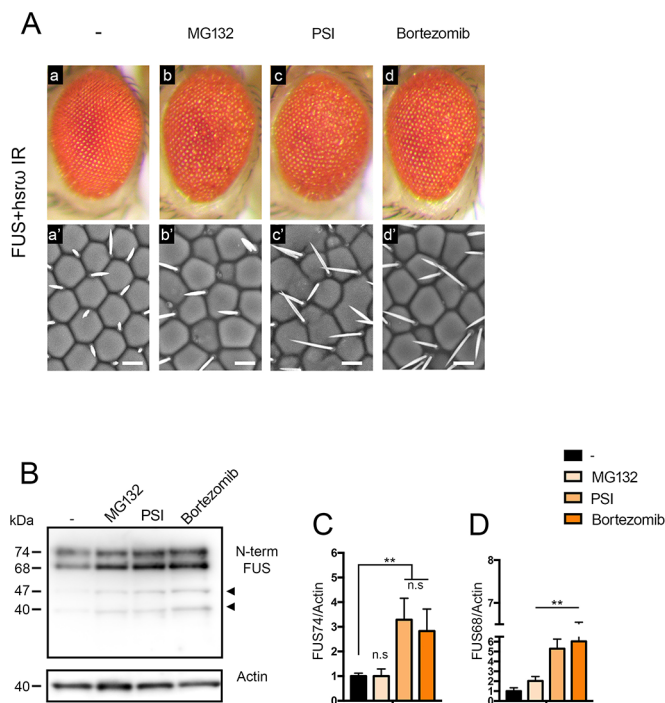 A
- MG132 PSI Bortezomib
FUS+hsrω IR
a b c d
a' b' c' d'
B
- MG132 PSI Bortezomib
kDa
74
68
47
40
N-term
FUS
40
Actin
-
MG132
PSI
Bortezomib
C
FUS74/Actin
6
5
4
3
2
1
0
**
n.s
n.s
D
FUS68/Actin
8
7
6
5
4
3
2
1
0
**